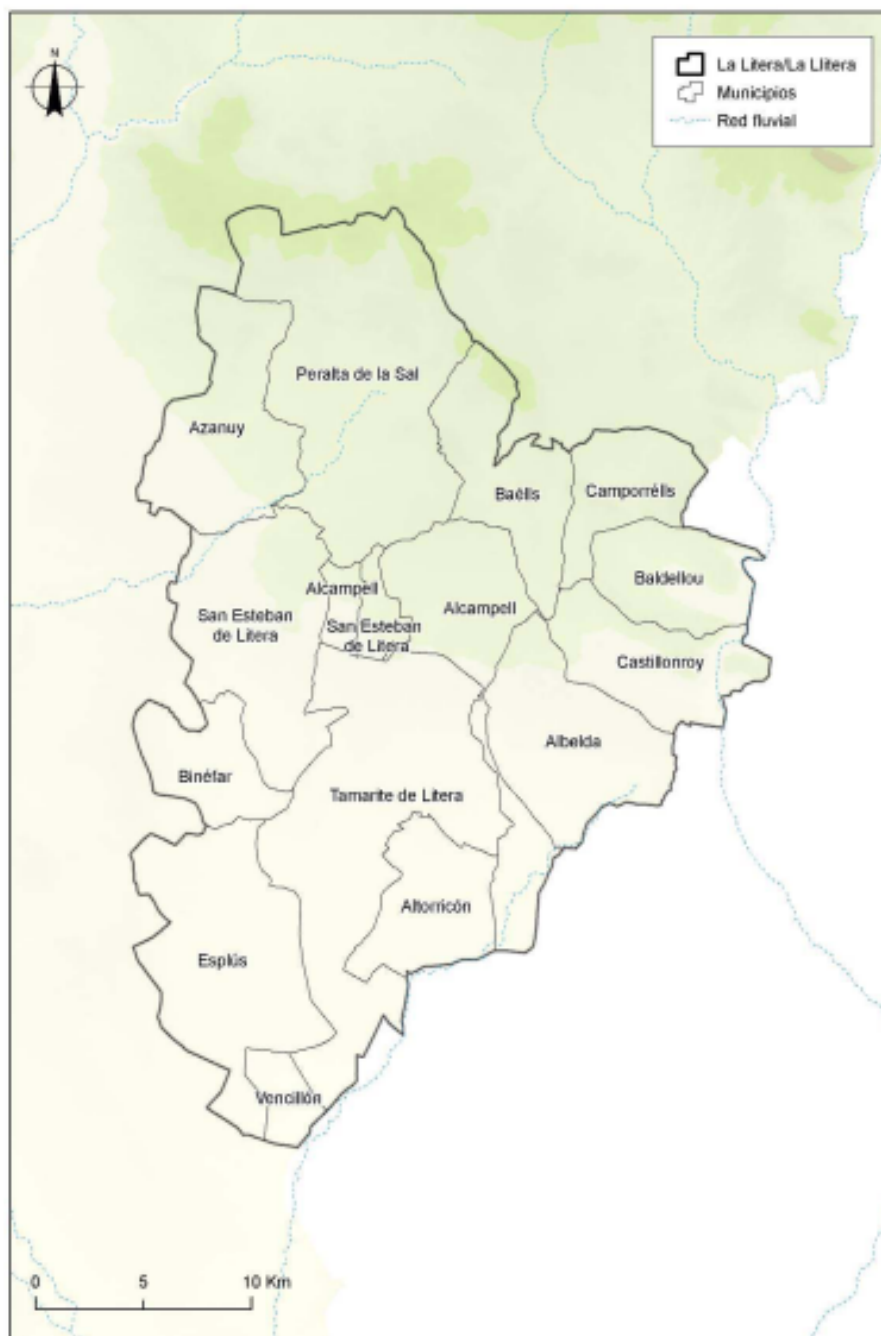 N
La Litera/La Llitera
Municipios
Red fluvial
Peralta de la Sal
Azanuy
Baélls
Camporrélls
Alcampell
Alcampell
Baldellou
San Esteban
de Litera
San Esteban
de Litera
Castillonroy
Albelda
Binéfar
Tamarite de Litera
Altorricón
Esplús
Vencillón
0 5 10 Km